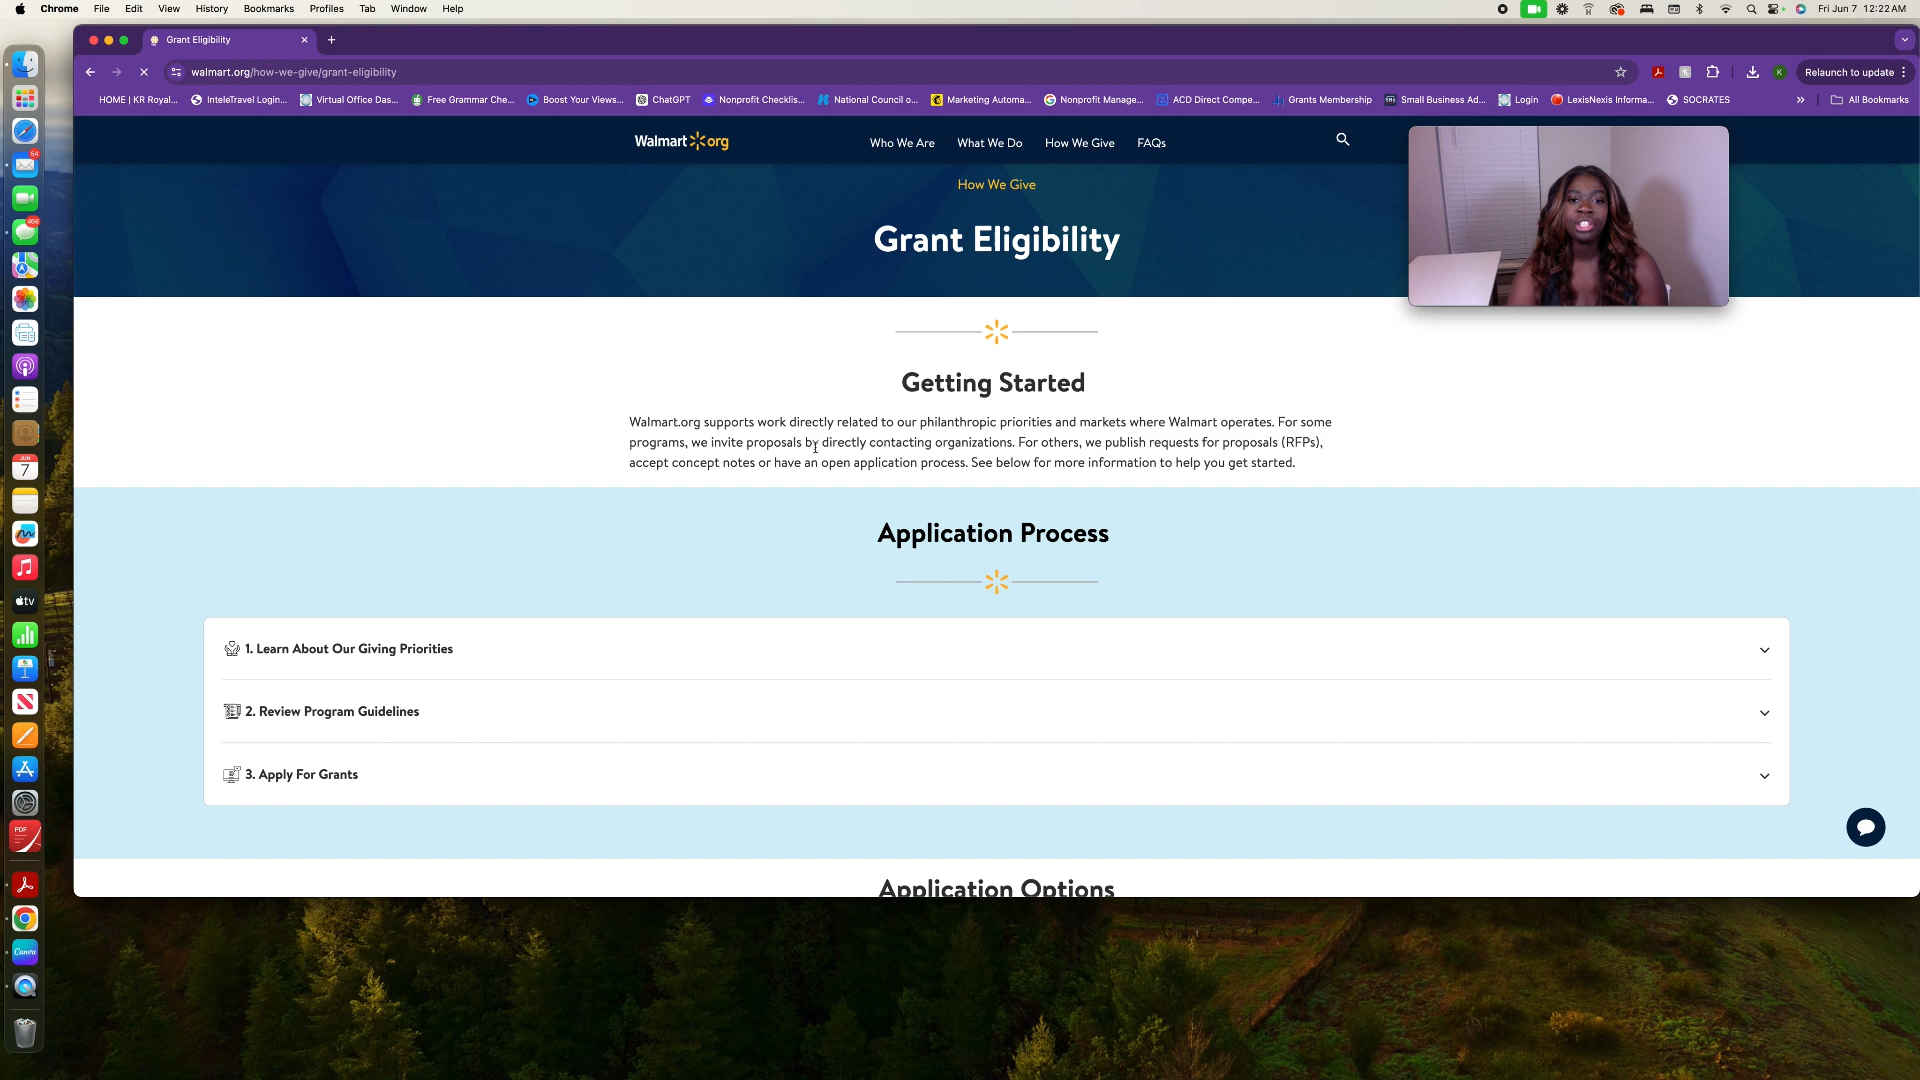 Chrome File Edit View History Bookmarks Profiles Tab Window Help Fri Jun 7 12:22 AM
Grant Eligibility
walmart.org/how-we-give/grant-eligibility
Relaunch to update
HOME | KR Royal... InteleTravel Login... Virtual Office Das... Free Grammar Che... Boost Your Views... ChatGPT Nonprofit Checklis... National Council o... Marketing Automa... Nonprofit Manage... ACD Direct Compe... Grants Membership Small Business Ad... Login LexisNexis Informa... SOCRATES » All Bookmarks
Walmart org
Who We Are What We Do How We Give FAQs
How We Give
Grant Eligibility
Getting Started
Walmart.org supports work directly related to our philanthropic priorities and markets where Walmart operates. For some
programs, we invite proposals by directly contacting organizations. For others, we publish requests for proposals (RFPs),
accept concept notes or have an open application process. See below for more information to help you get started.
Application Process
1. Learn About Our Giving Priorities
2. Review Program Guidelines
3. Apply For Grants
Application Options
54
468
JUN
7
tv
PDF
Canva
K